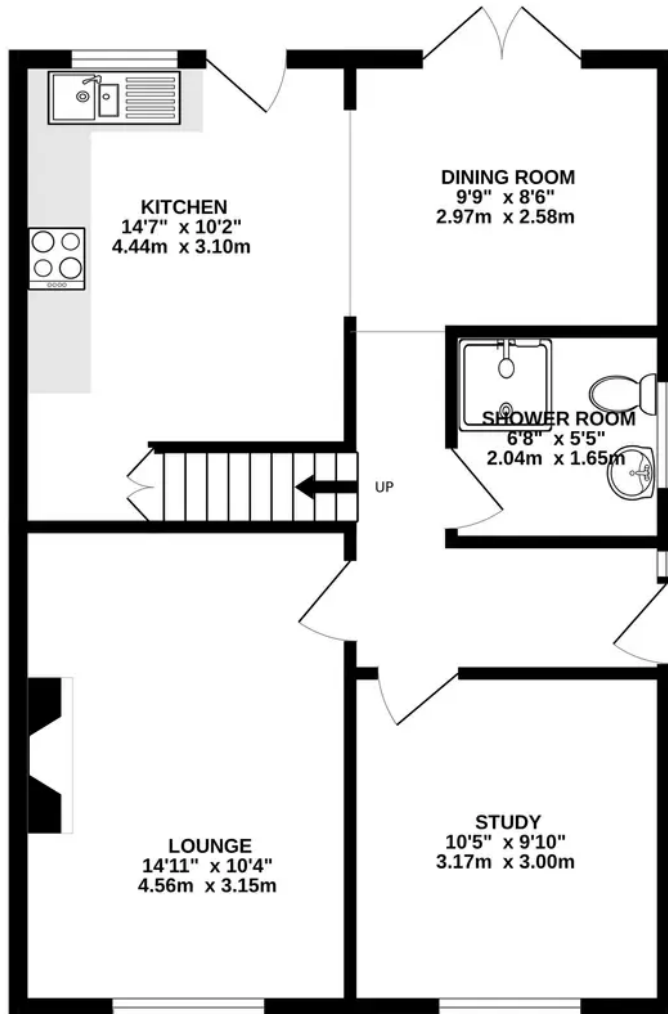 KITCHEN
14'7" x 10'2"
4.44m x 3.10m
DINING ROOM
9'9" x 8'6"
2.97m x 2.58m
SHOWER ROOM
6'8" x 5'5"
2.04m x 1.65m
UP
LOUNGE
14'11" x 10'4"
4.56m x 3.15m
STUDY
10'5" x 9'10"
3.17m x 3.00m